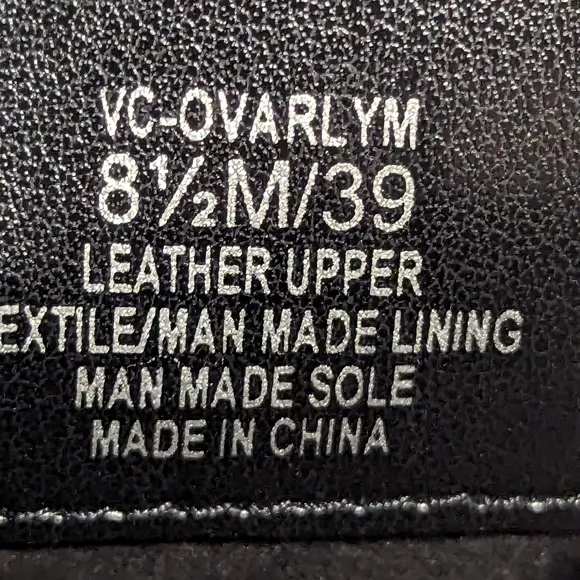 VC-OVARLYM
8½M/39
LEATHER UPPER
EXTILE/MAN MADE LINING
MAN MADE SOLE
MADE IN CHINA